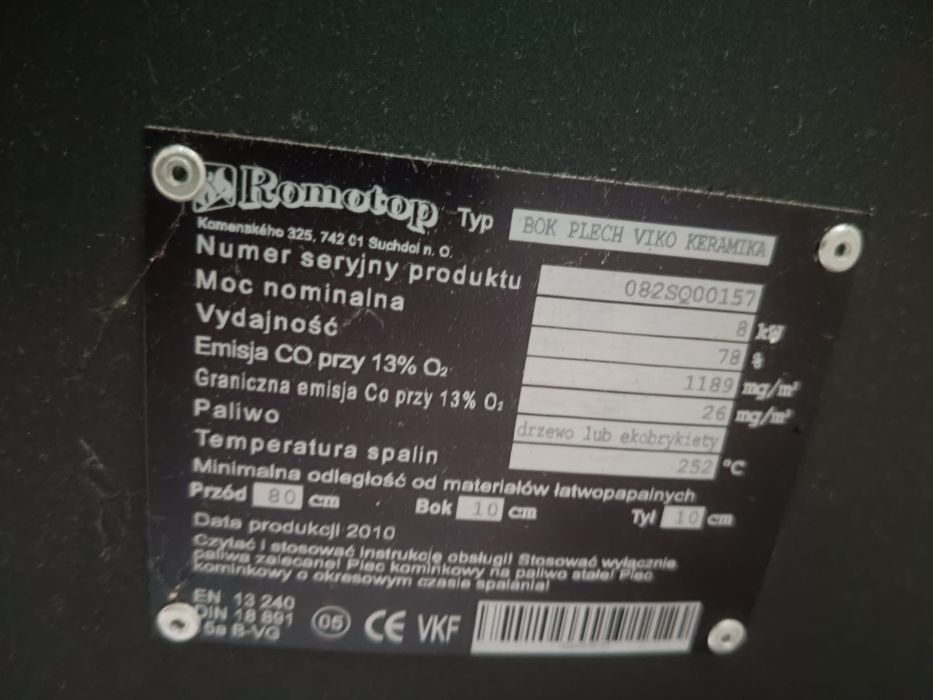 Romotop Typ BOK PLECH VIKO KERAMIKA
Komenského 325, 742 01 Suchdol n. O.
Numer seryjny produktu 082SQ00157
Moc nominalna 8 kW
Vydajność 78 %
Emisja CO przy 13% O₂ 1189 mg/m³
Graniczna emisja Co przy 13% O₂ 26 mg/m³
Paliwo drzewo lub ekobrykiety
Temperatura spalin 252 °C
Minimalna odległość od materiałów łatwopapalnych
Przód 80 cm Bok 10 cm Tył 10 cm
Data produkcji 2010
Czytać i stosować instrukcję obsługi! Stosować wyłącznie
paliwa zalecane! Piec kominkowy na paliwo stałe! Piec
kominkowy o okresowym czasie spalania!
EN 13 240
DIN 18 891
15a B-VG 05 CE VKF